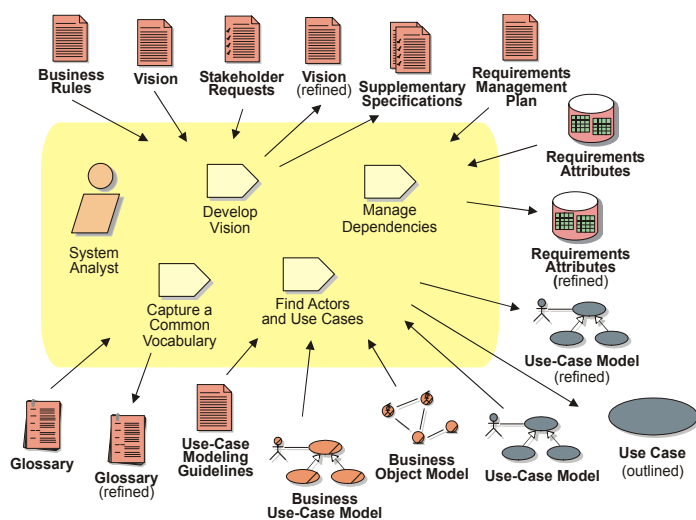 Business
Rules
Vision
Stakeholder
Requests
Vision
(refined)
Supplementary
Specifications
Requirements
Management
Plan
Requirements
Attributes
Develop
Vision
Manage
Dependencies
System
Analyst
Requirements
Attributes
(refined)
Capture a
Common
Vocabulary
Find Actors
and Use Cases
Use-Case Model
(refined)
Glossary
Glossary
(refined)
Use-Case
Modeling
Guidelines
Business
Use-Case Model
Business
Object Model
Use-Case Model
Use Case
(outlined)